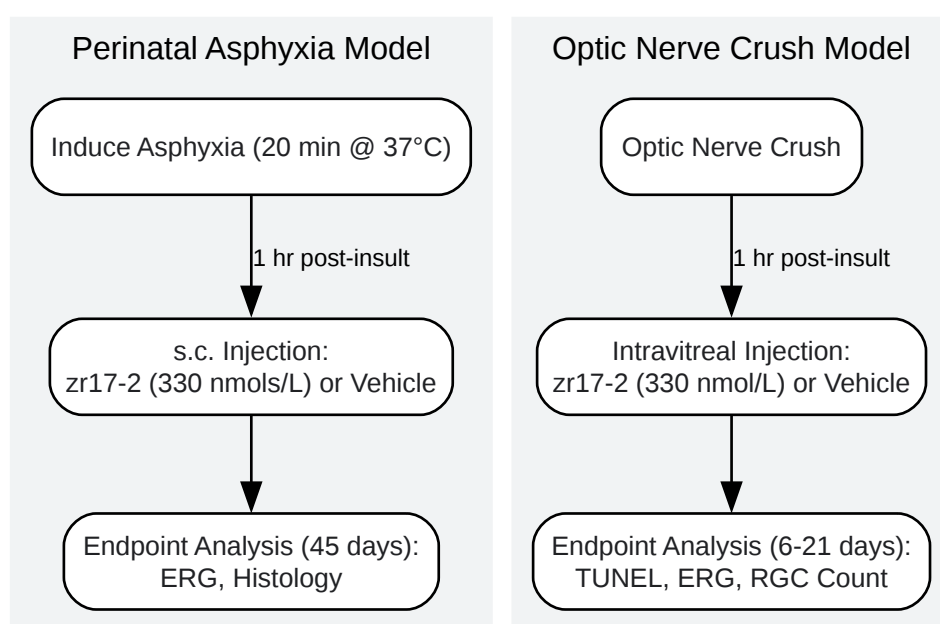 Perinatal Asphyxia Model
Induce Asphyxia (20 min @ 37°C)
1 hr post-insult
s.c. Injection:
zr17-2 (330 nmols/L) or Vehicle
Endpoint Analysis (45 days):
ERG, Histology
Optic Nerve Crush Model
Optic Nerve Crush
1 hr post-insult
Intravitreal Injection:
zr17-2 (330 nmol/L) or Vehicle
Endpoint Analysis (6-21 days):
TUNEL, ERG, RGC Count